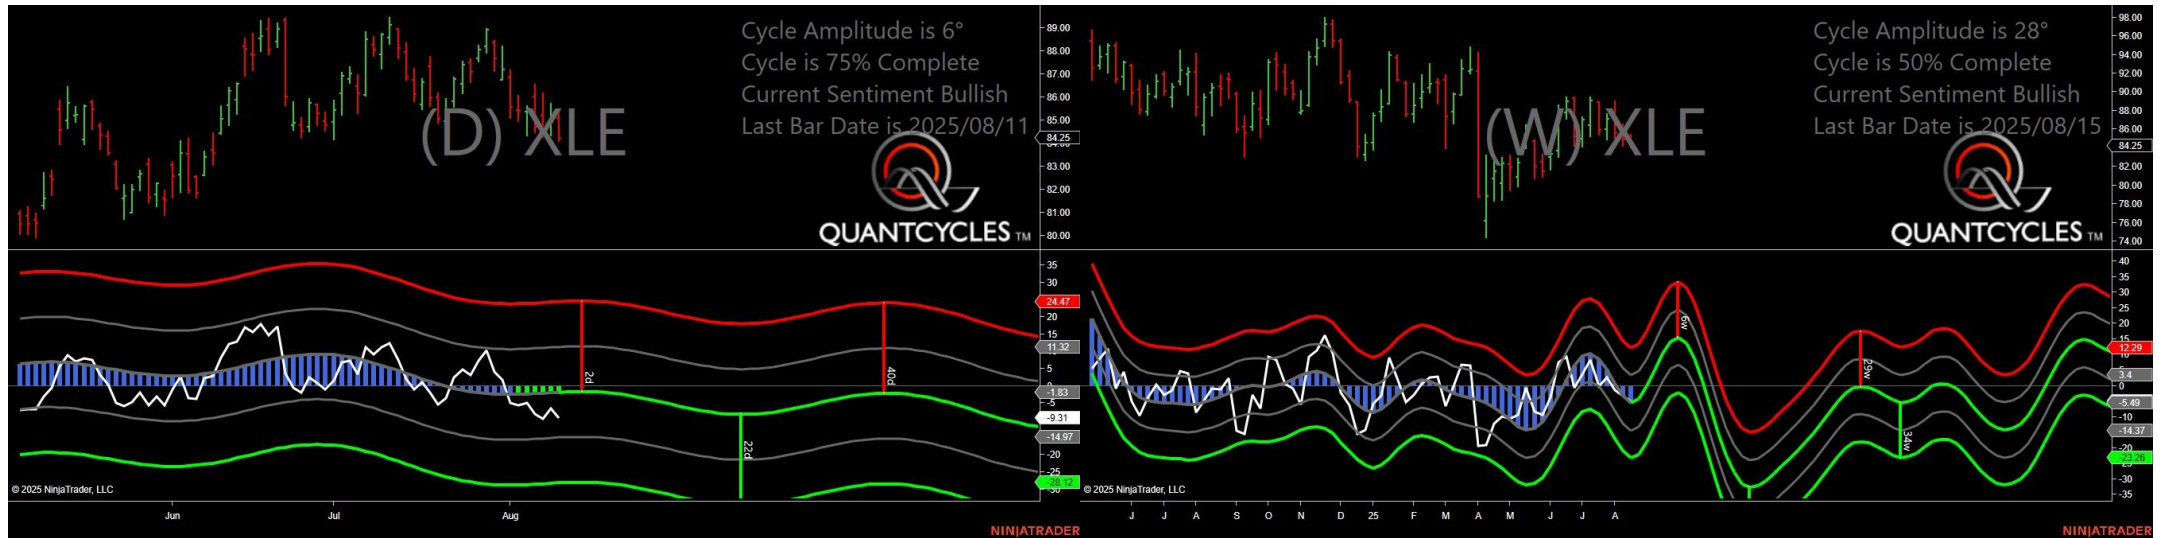 Cycle Amplitude is 6°
Cycle is 75% Complete
Current Sentiment Bullish
Last Bar Date is 2025/08/11
(D) XLE
QUANTCYCLES TM
89.00
88.00
87.00
86.00
85.00
84.25
83.00
82.00
81.00
80.00
35
30
24.47
20
15
11.32
5
0
-1.83
-5
-9.31
-14.97
-20
-25
-28.12
-30
2d
22d
40d
© 2025 NinjaTrader, LLC
Jun
Jul
Aug
NINJATRADER
Cycle Amplitude is 28°
Cycle is 50% Complete
Current Sentiment Bullish
Last Bar Date is 2025/08/15
(W) XLE
QUANTCYCLES TM
98.00
96.00
94.00
92.00
90.00
88.00
86.00
84.25
82.00
80.00
78.00
76.00
74.00
40
35
30
25
20
15
12.29
3.4
0
-5.49
-10
-14.37
-20
-23.26
-30
-35
6w
29w
34w
© 2025 NinjaTrader, LLC
J
J
A
S
O
N
D
25
F
M
A
M
J
J
A
NINJATRADER